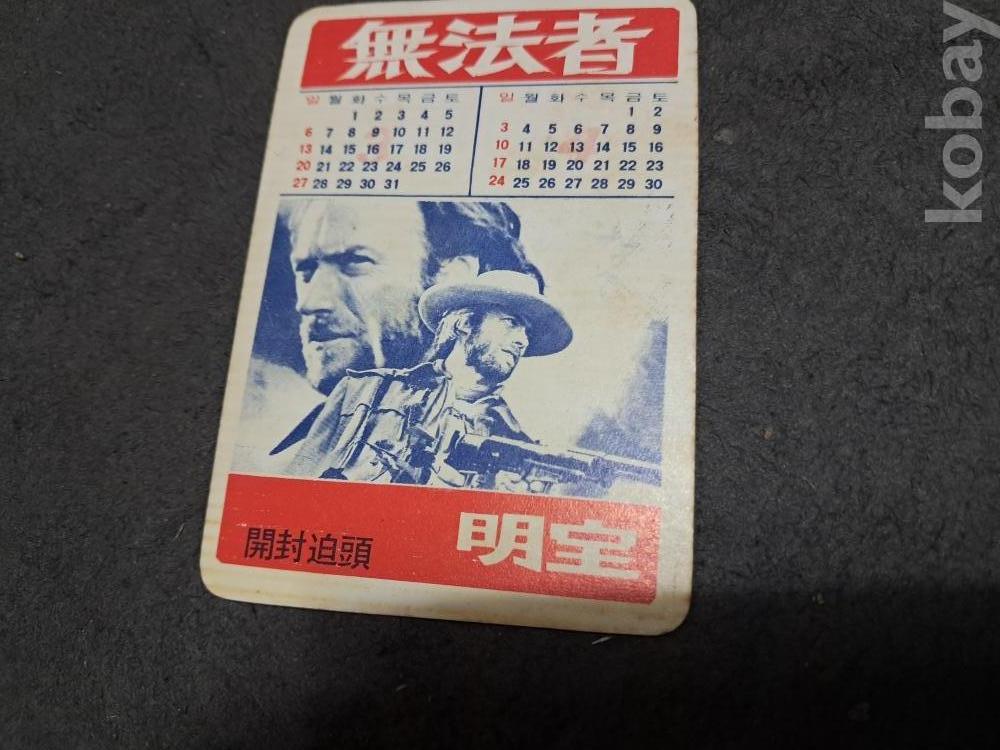 無法者
일 월 화 수 목 금 토
1 2 3 4 5
6 7 8 9 10 11 12
13 14 15 16 17 18 19
20 21 22 23 24 25 26
27 28 29 30 31
3
일 월 화 수 목 금 토
1 2
3 4 5 6 7 8 9
10 11 12 13 14 15 16
17 18 19 20 21 22 23
24 25 26 27 28 29 30
4
開封迫頭
明宝
kobay